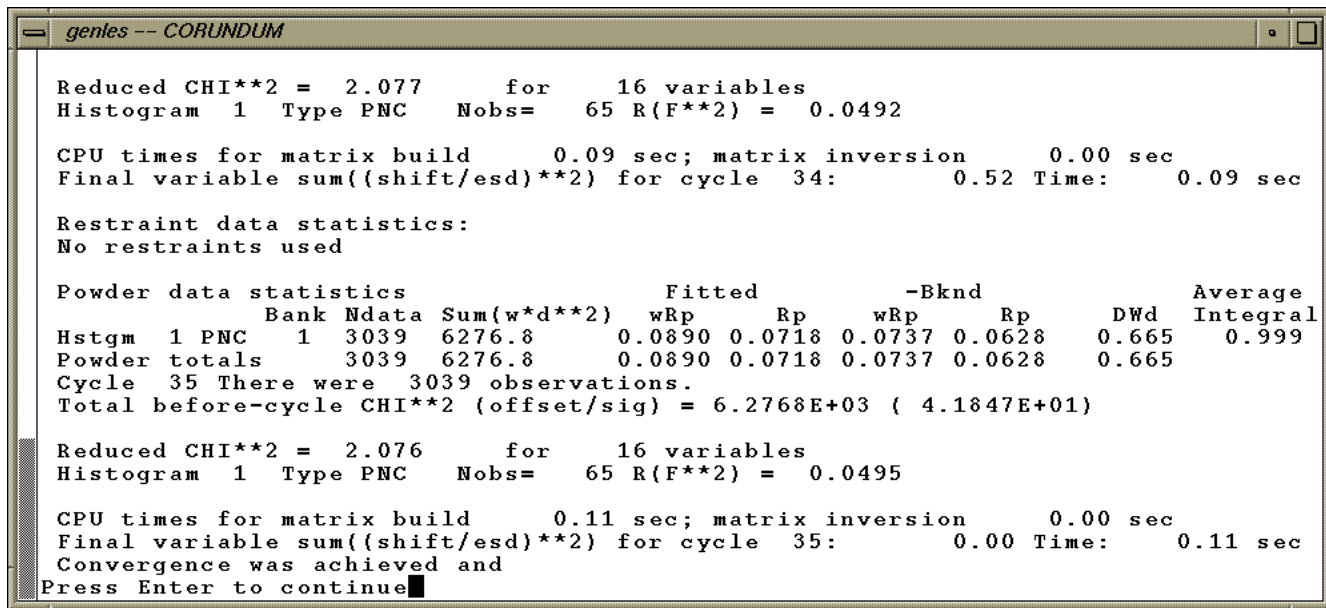 genles -- CORUNDUM
Reduced CHI**2 =  2.077      for     16 variables
Histogram  1  Type PNC   Nobs=    65 R(F**2) =  0.0492
CPU times for matrix build     0.09 sec; matrix inversion     0.00 sec
Final variable sum((shift/esd)**2) for cycle  34:       0.52 Time:     0.09 sec
Restraint data statistics:
No restraints used
Powder data statistics                Fitted         -Bknd            Average
Bank Ndata Sum(w*d**2)  wRp     Rp     wRp     Rp     DWd  Integral
Hstgm  1 PNC   1  3039  6276.8     0.0890 0.0718 0.0737 0.0628   0.665   0.999
Powder totals     3039  6276.8     0.0890 0.0718 0.0737 0.0628   0.665
Cycle  35 There were  3039 observations.
Total before-cycle CHI**2 (offset/sig) = 6.2768E+03 ( 4.1847E+01)
Reduced CHI**2 =  2.076      for     16 variables
Histogram  1  Type PNC   Nobs=    65 R(F**2) =  0.0495
CPU times for matrix build     0.11 sec; matrix inversion     0.00 sec
Final variable sum((shift/esd)**2) for cycle  35:       0.00 Time:     0.11 sec
Convergence was achieved and
Press Enter to continue